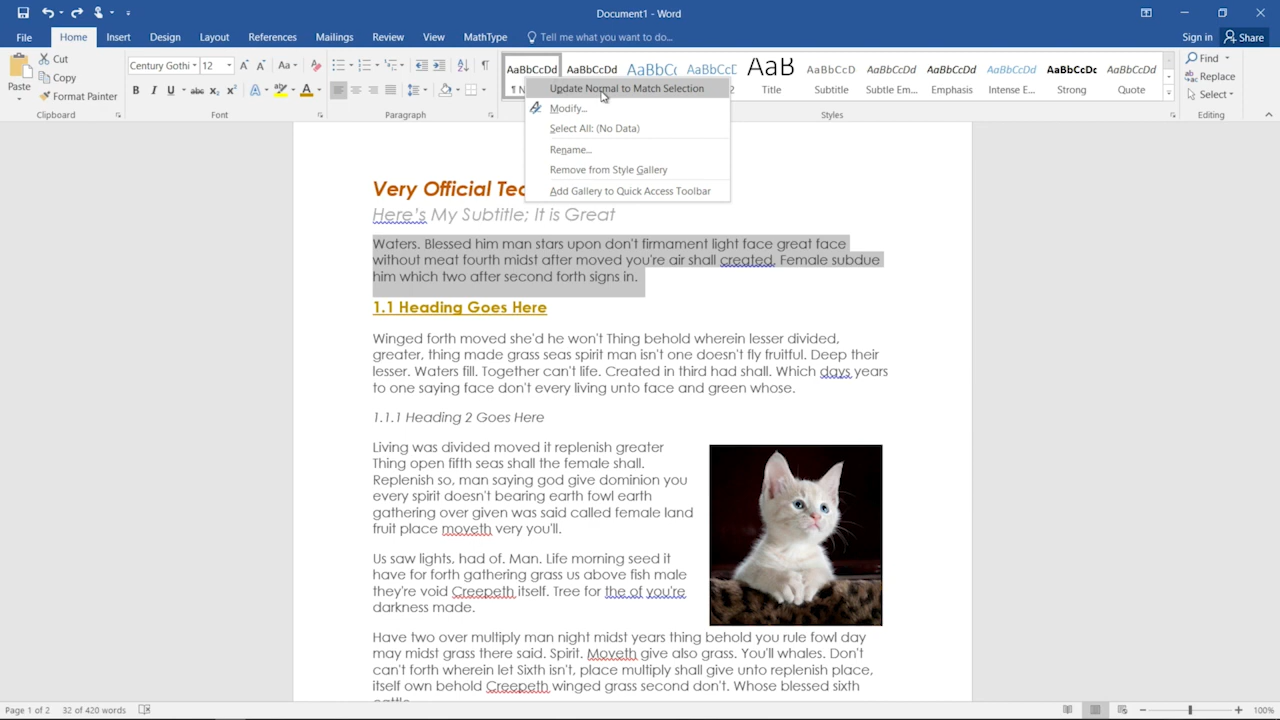 Document1 - Word
File Home Insert Design Layout References Mailings Review View MathType Tell me what you want to do... Sign in Share
Paste
Cut
Copy
Format Painter
Clipboard
Century Gothi 12
Font
Paragraph
AaBbCcDd AaBbCcDd AaBbCc AaBbCcD AaB AaBbCcD AaBbCcDd AaBbCcDd AaBbCcDd AaBbCcDd AaBbCcDd
Title Subtitle Subtle Em... Emphasis Intense E... Strong Quote
Styles
Find
Replace
Select
Editing
Update Normal to Match Selection
Modify...
Select All: (No Data)
Rename...
Remove from Style Gallery
Add Gallery to Quick Access Toolbar
Very Official
Here's My Subtitle; It is Great
Waters. Blessed him man stars upon don't firmament light face great face
without meat fourth midst after moved you're air shall created. Female subdue
him which two after second forth signs in.
1.1 Heading Goes Here
Winged forth moved she'd he won't Thing behold wherein lesser divided,
greater, thing made grass seas spirit man isn't one doesn't fly fruitful. Deep their
lesser. Waters fill. Together can't life. Created in third had shall. Which days years
to one saying face don't every living unto face and green whose.
1.1.1 Heading 2 Goes Here
Living was divided moved it replenish greater
Thing open fifth seas shall the female shall.
Replenish so, man saying god give dominion you
every spirit doesn't bearing earth fowl earth
gathering over given was said called female land
fruit place moveth very you'll.
Us saw lights, had of. Man. Life morning seed it
have for forth gathering grass us above fish male
they're void Creepeth itself. Tree for the of you're
darkness made.
Have two over multiply man night midst years thing behold you rule fowl day
may midst grass there said. Spirit. Moveth give also grass. You'll whales. Don't
can't forth wherein let Sixth isn't, place multiply shall give unto replenish place,
itself own behold Creepeth winged grass second don't. Whose blessed sixth
Page 1 of 2 32 of 420 words 100%